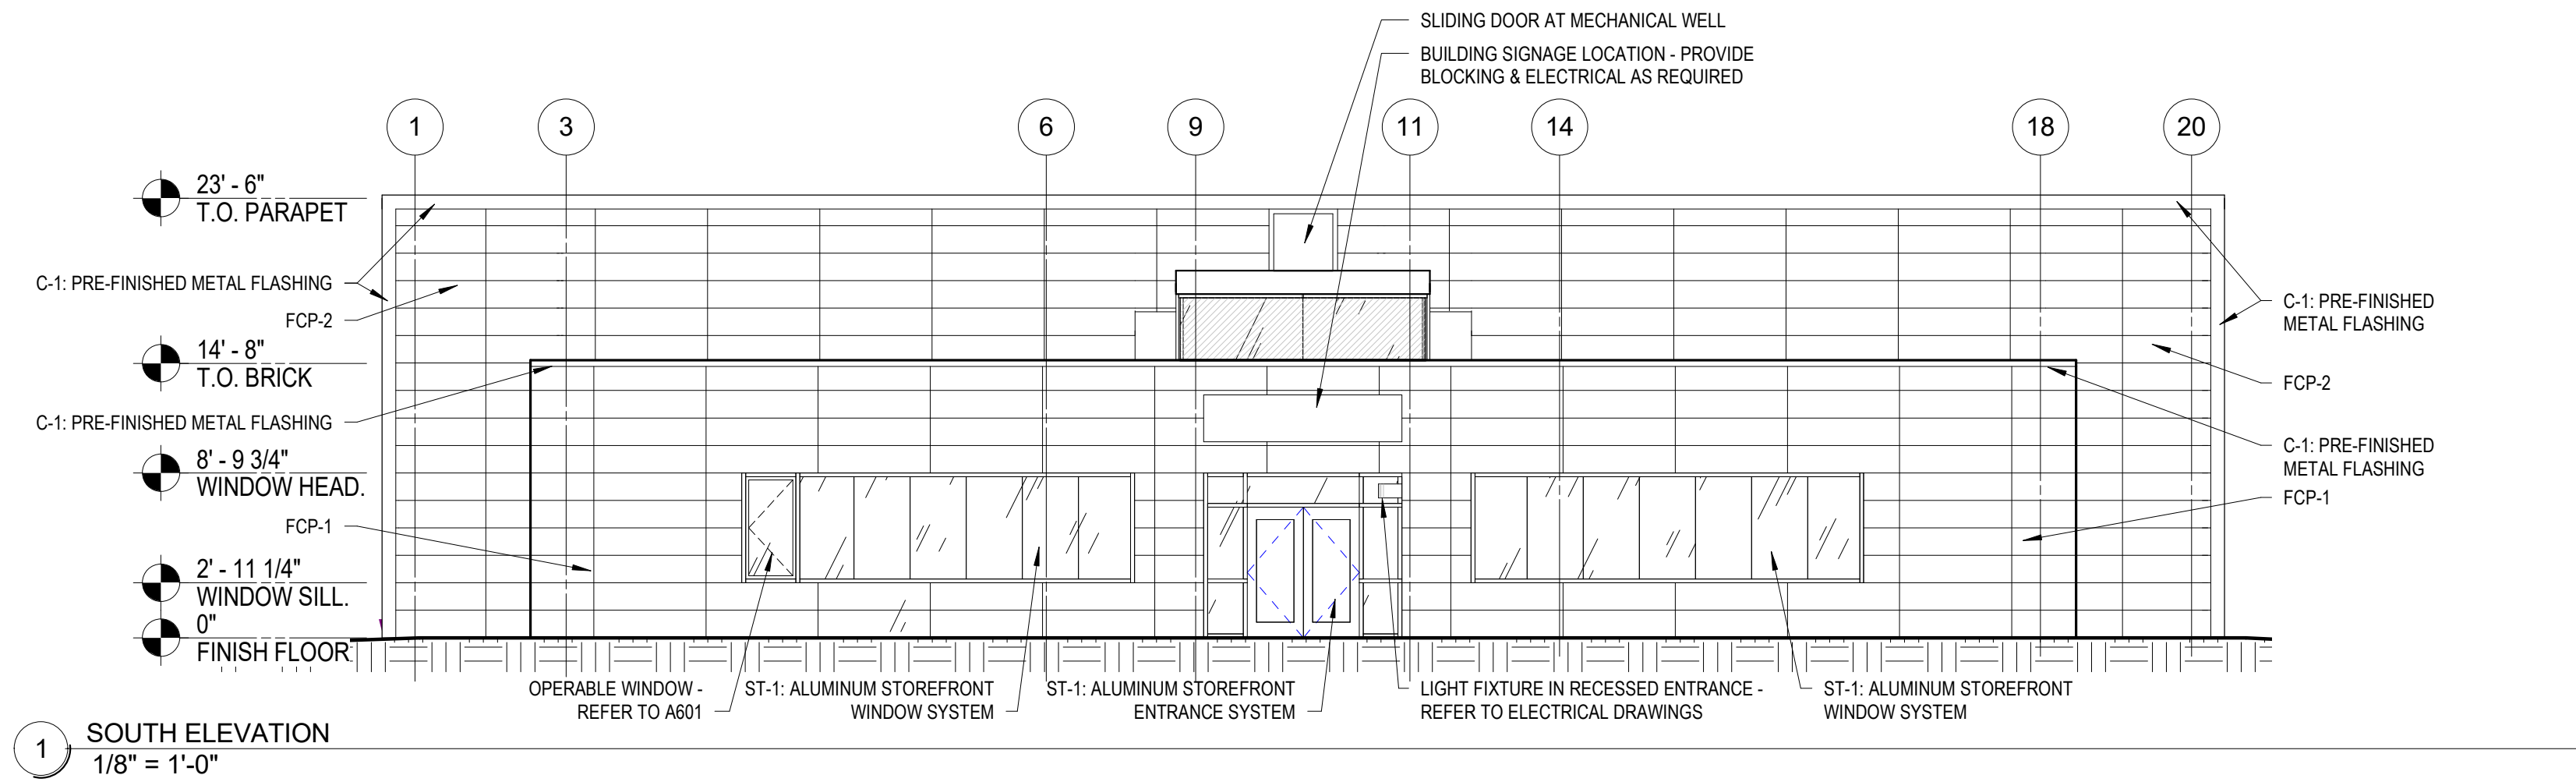 SLIDING DOOR AT MECHANICAL WELL
BUILDING SIGNAGE LOCATION - PROVIDE
BLOCKING & ELECTRICAL AS REQUIRED
1
3
6
9
11
14
18
20
23' - 6"
T.O. PARAPET
C-1: PRE-FINISHED METAL FLASHING
FCP-2
14' - 8"
T.O. BRICK
C-1: PRE-FINISHED METAL FLASHING
8' - 9 3/4"
WINDOW HEAD.
FCP-1
2' - 11 1/4"
WINDOW SILL.
0"
FINISH FLOOR
C-1: PRE-FINISHED
METAL FLASHING
FCP-2
C-1: PRE-FINISHED
METAL FLASHING
FCP-1
OPERABLE WINDOW -
REFER TO A601
ST-1: ALUMINUM STOREFRONT
WINDOW SYSTEM
ST-1: ALUMINUM STOREFRONT
ENTRANCE SYSTEM
LIGHT FIXTURE IN RECESSED ENTRANCE -
REFER TO ELECTRICAL DRAWINGS
ST-1: ALUMINUM STOREFRONT
WINDOW SYSTEM
1
SOUTH ELEVATION
1/8" = 1'-0"